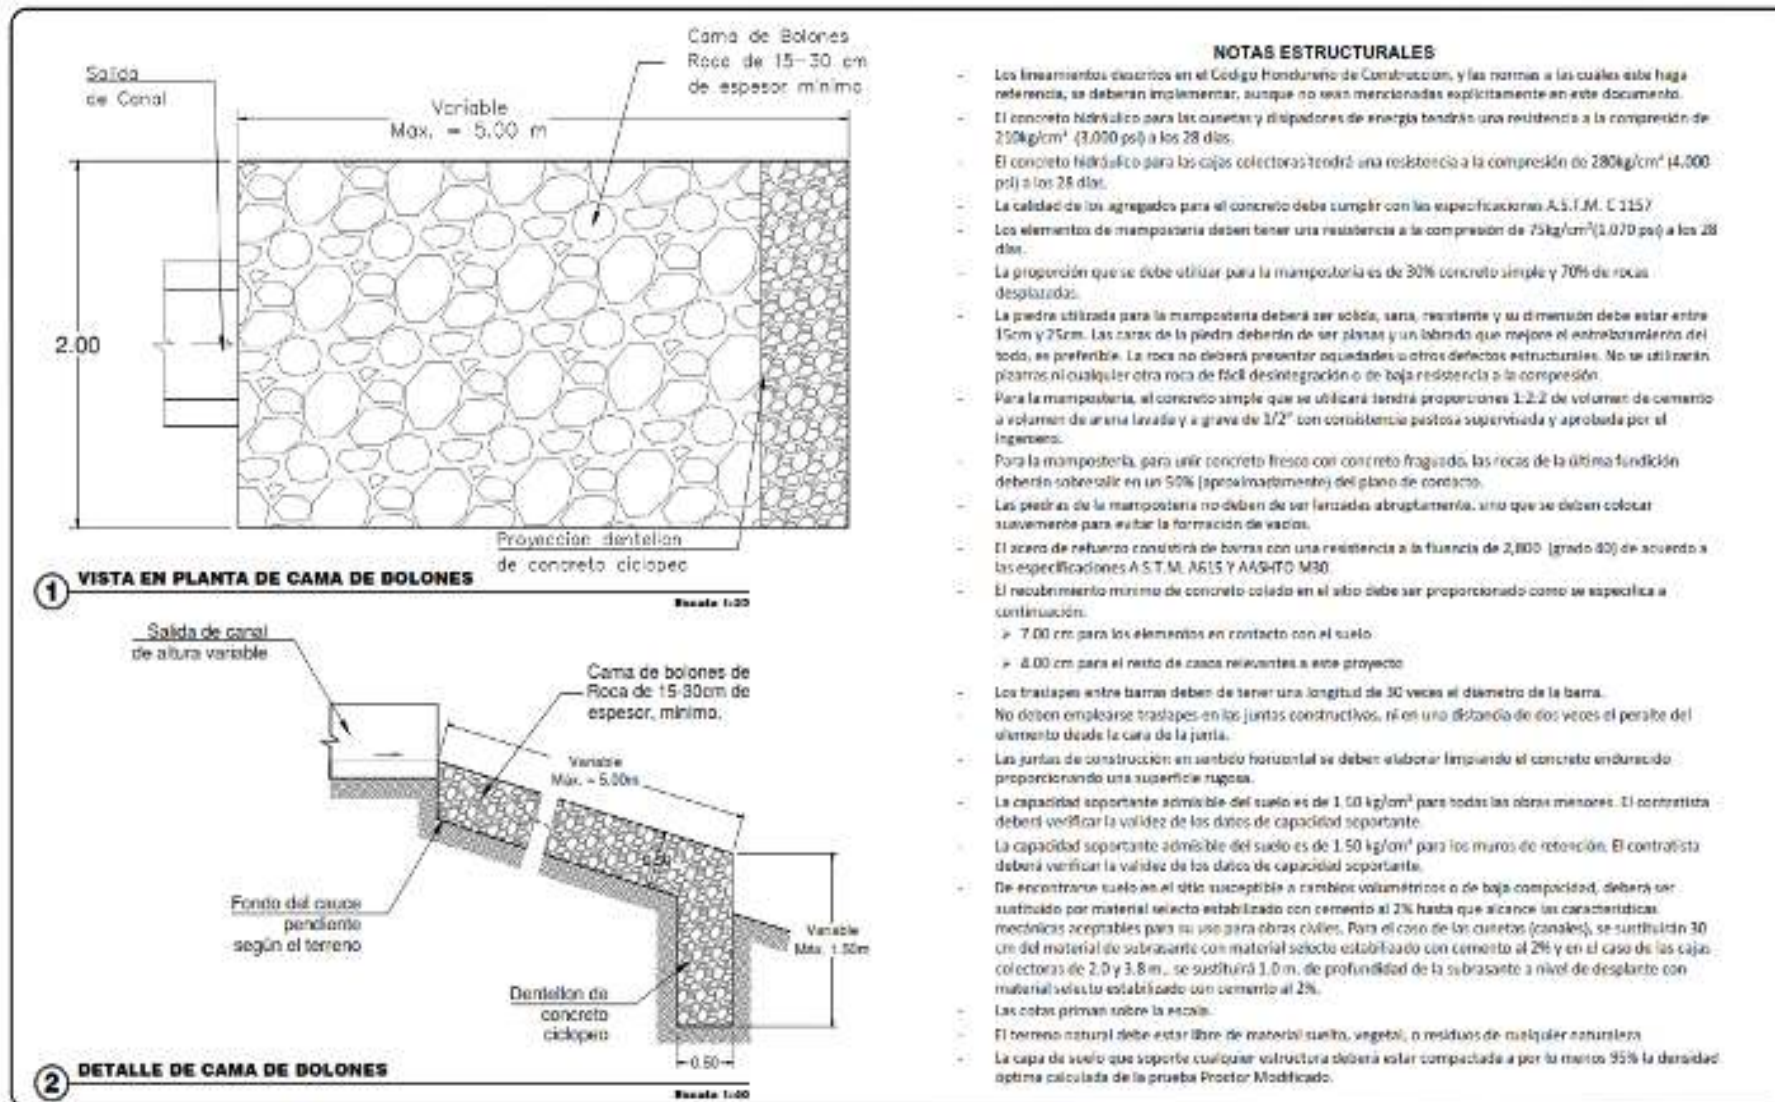 Salida
de Canal
Cama de Bolones
Roca de 15-30 cm
de espesor minimo
Variable
Max. = 5.00 m
2.00
Proyeccion dentellon
de concreto ciclopeo
1 VISTA EN PLANTA DE CAMA DE BOLONES
Escala
Salida de canal
de altura variable
Cama de bolones de
Roca de 15-30cm de
espesor, mínimo.
Variable
Máx. = 5.00m
Fondo del cauce
pendiente
según el terreno
Variable
Máx. 1.50m
Dentellon de
concreto
ciclopeo
0.50
2 DETALLE DE CAMA DE BOLONES
Escala
NOTAS ESTRUCTURALES
- Los lineamientos descritos en el Código Hondureño de Construcción, y las normas a las cuales este haga
referencia, se deberán implementar, aunque no sean mencionadas explícitamente en este documento.
- El concreto hidráulico para las cunetas y disipadores de energía tendrán una resistencia a la compresión de
210kg/cm² (3,000 psi) a los 28 días.
- El concreto hidráulico para las cajas colectoras tendrá una resistencia a la compresión de 280kg/cm² (4,000
psi) a los 28 días.
- La calidad de los agregados para el concreto debe cumplir con las especificaciones A.S.T.M. C 1157
- Los elementos de mampostería deben tener una resistencia a la compresión de 75kg/cm²(1,070 psi) a los 28
días.
- La proporción que se debe utilizar para la mampostería es de 30% concreto simple y 70% de rocas
desplazadas.
- La piedra utilizada para la mampostería deberá ser sólida, sana, resistente y su dimensión debe estar entre
15cm y 25cm. Las caras de la piedra deberán de ser planas y un labrado que mejore el entrelazamiento del
todo, es preferible. La roca no deberá presentar oquedades u otros defectos estructurales. No se utilizarán
pizarras ni cualquier otra roca de fácil desintegración o de baja resistencia a la compresión.
- Para la mampostería, el concreto simple que se utilizará tendrá proporciones 1:2:2 de volumen de cemento
a volumen de arena lavada y a grava de 1/2" con consistencia pastosa supervisada y aprobada por el
ingeniero.
- Para la mampostería, para unir concreto fresco con concreto fraguado, las rocas de la última fundición
deberán sobresalir en un 50% (aproximadamente) del plano de contacto.
- Las piedras de la mampostería no deben de ser lanzadas abruptamente, sino que se deben colocar
suavemente para evitar la formación de vacíos.
- El acero de refuerzo consistirá de barras con una resistencia a la fluencia de 2,800 (grado 40) de acuerdo a
las especificaciones A.S.T.M. A615 Y AASHTO M30.
- El recubrimiento mínimo de concreto colado en el sitio debe ser proporcionado como se especifica a
continuación:
➢ 7.00 cm para los elementos en contacto con el suelo
➢ 4.00 cm para el resto de casos relevantes a este proyecto
- Los traslapes entre barras deben de tener una longitud de 30 veces el diámetro de la barra.
- No deben emplearse traslapes en las juntas constructivas, ni en una distancia de dos veces el peralte del
elemento desde la cara de la junta.
- Las juntas de construcción en sentido horizontal se deben elaborar limpiando el concreto endurecido
proporcionando una superficie rugosa.
- La capacidad soportante admisible del suelo es de 1.50 kg/cm² para todas las obras menores. El contratista
deberá verificar la validez de los datos de capacidad soportante.
- La capacidad soportante admisible del suelo es de 1.50 kg/cm² para los muros de retención. El contratista
deberá verificar la validez de los datos de capacidad soportante.
- De encontrarse suelo en el sitio susceptible a cambios volumétricos o de baja compacidad, deberá ser
sustituido por material selecto estabilizado con cemento al 2% hasta que alcance las características
mecánicas aceptables para su uso para obras civiles. Para el caso de las cunetas (canales), se sustituirán 30
cm del material de subrasante con material selecto estabilizado con cemento al 2% y en el caso de las cajas
colectoras de 2.0 y 3.8 m., se sustituirá 1.0 m. de profundidad de la subrasante a nivel de desplante con
material selecto estabilizado con cemento al 2%.
- Las cotas priman sobre la escala.
- El terreno natural debe estar libre de material suelto, vegetal, o residuos de cualquier naturaleza
- La capa de suelo que soporte cualquier estructura deberá estar compactada a por lo menos 95% la densidad
óptima calculada de la prueba Proctor Modificado.